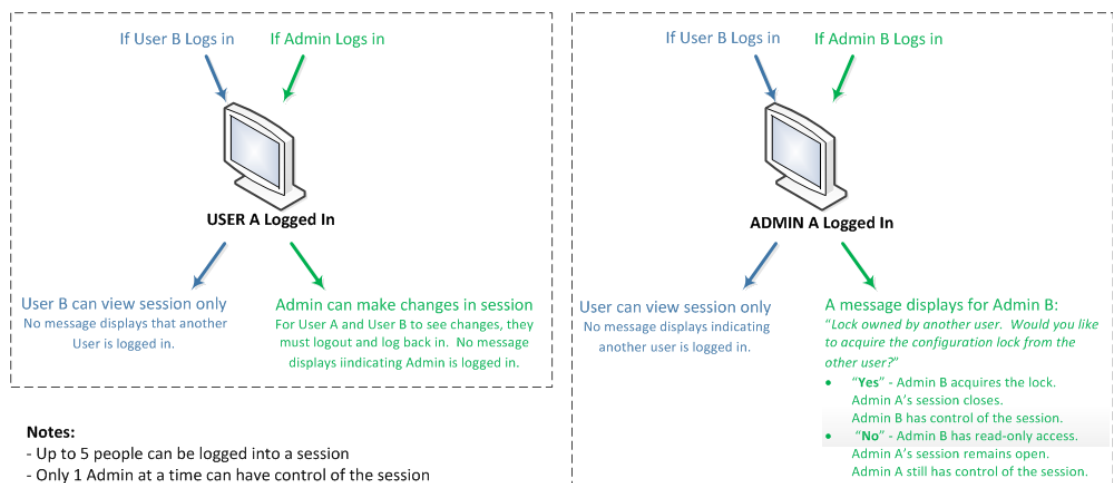 If User B Logs in
If Admin Logs in
USER A Logged In
User B can view session only
No message displays that another
User is logged in.
Admin can make changes in session
For User A and User B to see changes, they
must logout and log back in.  No message
displays iindicating Admin is logged in.
Notes:
- Up to 5 people can be logged into a session
- Only 1 Admin at a time can have control of the session
If User B Logs in
If Admin B Logs in
ADMIN A Logged In
User can view session only
No message displays indicating
another user is logged in.
A message displays for Admin B:
"Lock owned by another user.  Would you like
to acquire the configuration lock from the
other user?"
• "Yes" - Admin B acquires the lock.
Admin A's session closes.
Admin B has control of the session.
• "No" - Admin B has read-only access.
Admin A's session remains open.
Admin A still has control of the session.